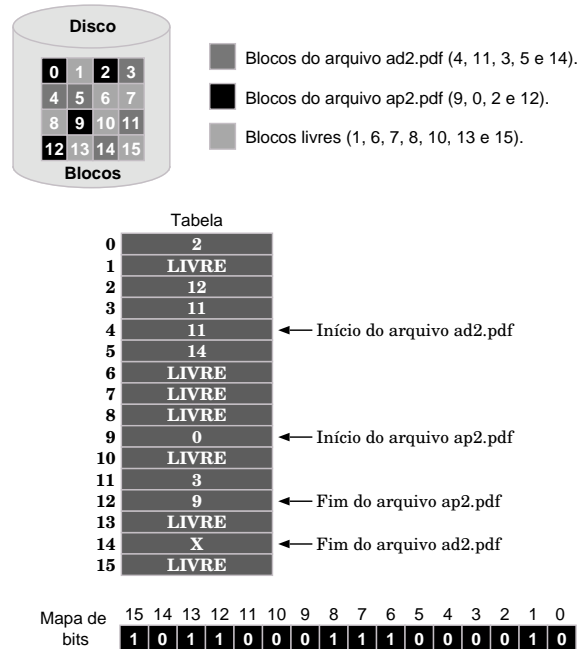 Disco
0 1 2 3
4 5 6 7
8 9 10 11
12 13 14 15
Blocos
Blocos do arquivo ad2.pdf (4, 11, 3, 5 e 14).
Blocos do arquivo ap2.pdf (9, 0, 2 e 12).
Blocos livres (1, 6, 7, 8, 10, 13 e 15).
Tabela
0 2
1 LIVRE
2 12
3 11
4 11 Início do arquivo ad2.pdf
5 14
6 LIVRE
7 LIVRE
8 LIVRE
9 0 Início do arquivo ap2.pdf
10 LIVRE
11 3
12 9 Fim do arquivo ap2.pdf
13 LIVRE
14 X Fim do arquivo ad2.pdf
15 LIVRE
Mapa de bits
15 14 13 12 11 10 9 8 7 6 5 4 3 2 1 0
1 0 1 1 0 0 0 1 1 1 0 0 0 0 1 0